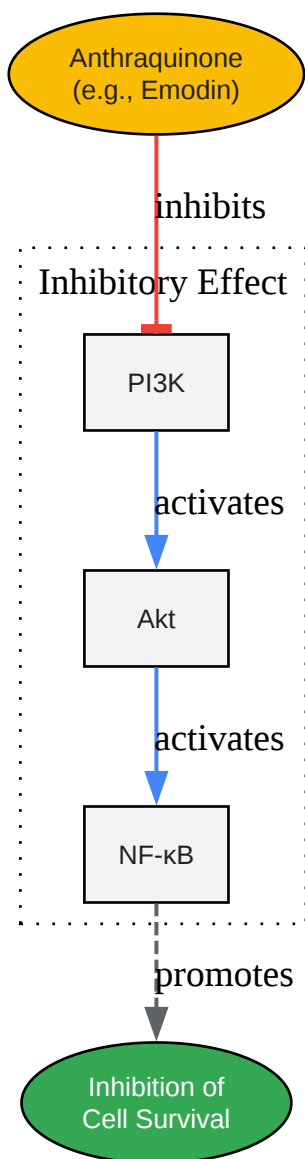 Anthraquinone
(e.g., Emodin)
inhibits
Inhibitory Effect
PI3K
activates
Akt
activates
NF-κB
promotes
Inhibition of
Cell Survival